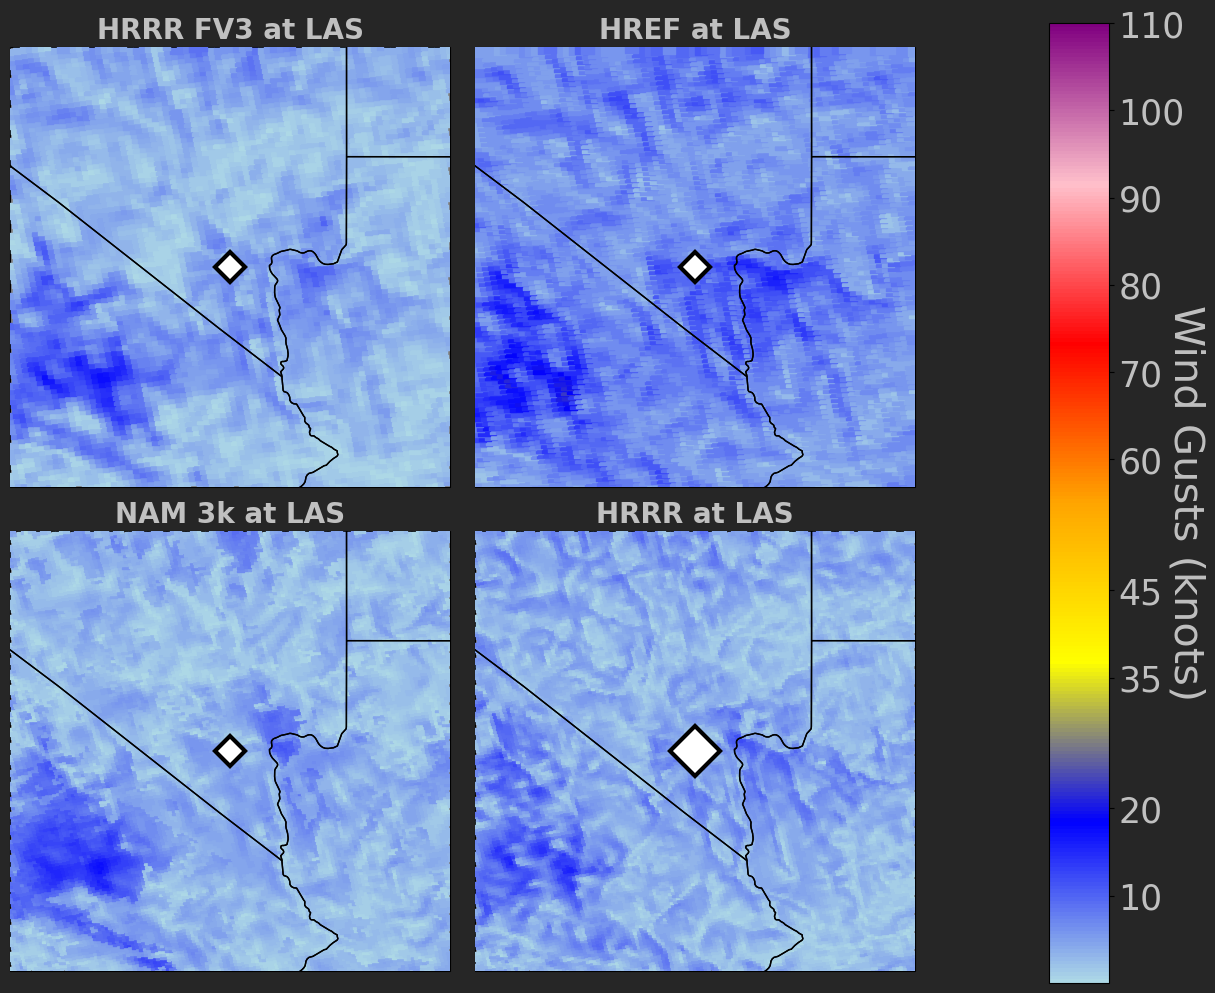 HRRR FV3 at LAS
HREF at LAS
NAM 3k at LAS
HRRR at LAS
110
100
90
80
70
60
45
35
20
10
Wind Gusts (knots)